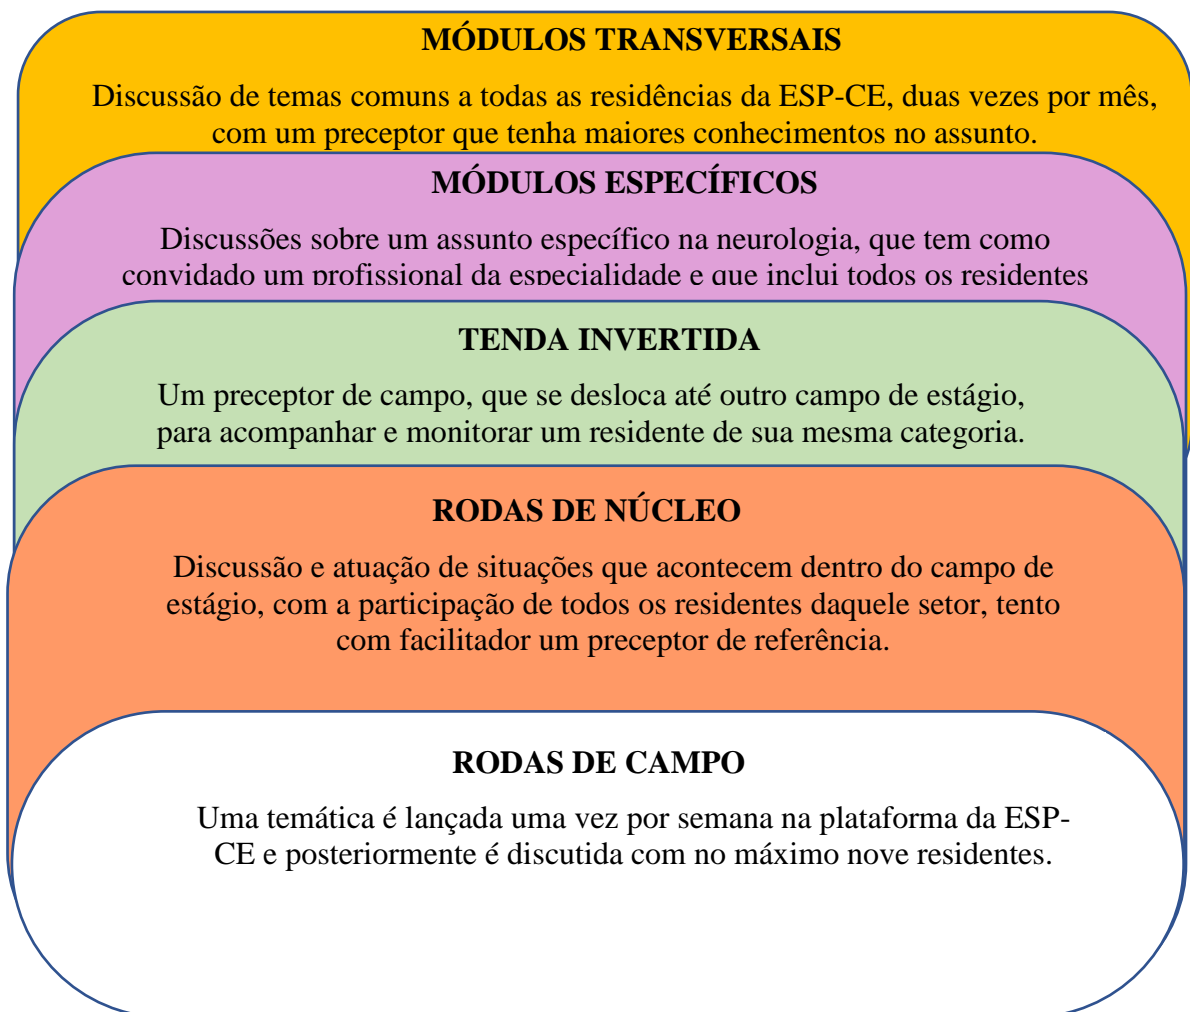 MÓDULOS TRANSVERSAIS
Discussão de temas comuns a todas as residências da ESP-CE, duas vezes por mês,
com um preceptor que tenha maiores conhecimentos no assunto.
MÓDULOS ESPECÍFICOS
Discussões sobre um assunto específico na neurologia, que tem como
convidado um profissional da especialidade e que inclui todos os residentes
TENDA INVERTIDA
Um preceptor de campo, que se desloca até outro campo de estágio,
para acompanhar e monitorar um residente de sua mesma categoria.
RODAS DE NÚCLEO
Discussão e atuação de situações que acontecem dentro do campo de
estágio, com a participação de todos os residentes daquele setor, tento
com facilitador um preceptor de referência.
RODAS DE CAMPO
Uma temática é lançada uma vez por semana na plataforma da ESP-
CE e posteriormente é discutida com no máximo nove residentes.